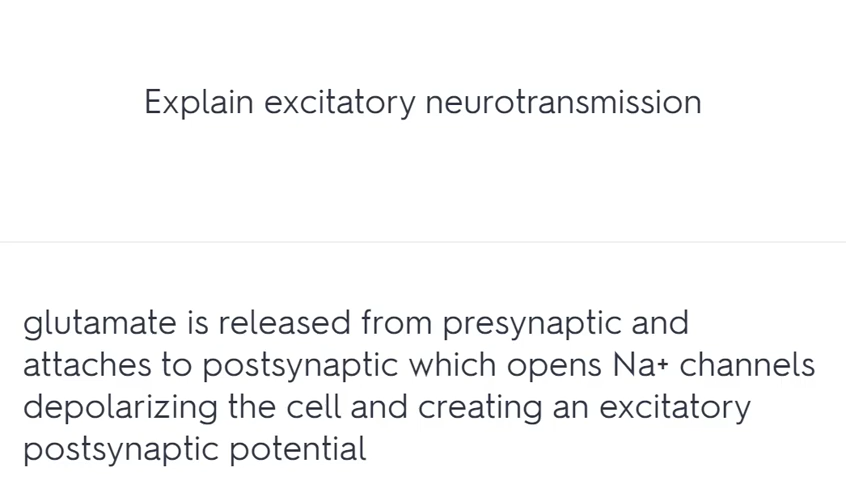 Explain excitatory neurotransmission
glutamate is released from presynaptic and
attaches to postsynaptic which opens Na+ channels
depolarizing the cell and creating an excitatory
postsynaptic potential